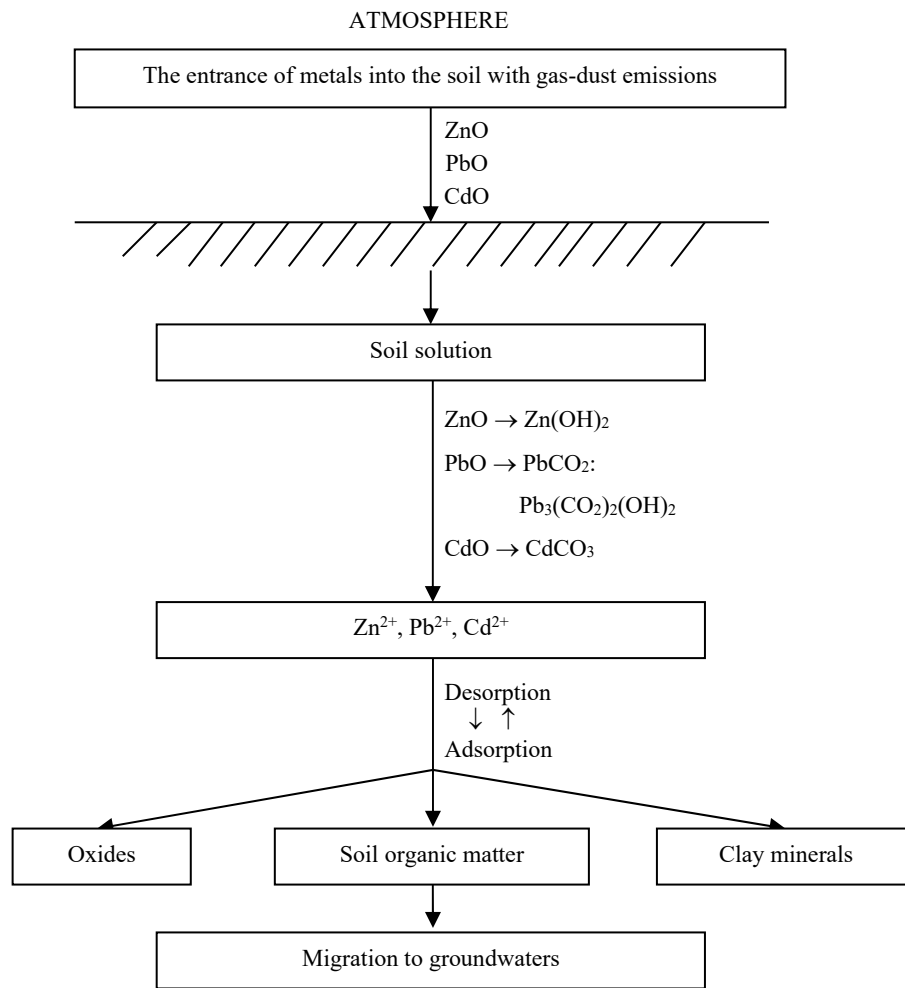 ATMOSPHERE
The entrance of metals into the soil with gas-dust emissions
ZnO
PbO
CdO
Soil solution
ZnO → Zn(OH)₂
PbO → PbCO₂:
Pb₃(CO₂)₂(OH)₂
CdO → CdCO₃
Zn²⁺, Pb²⁺, Cd²⁺
Desorption
↓ ↑
Adsorption
Oxides
Soil organic matter
Clay minerals
Migration to groundwaters